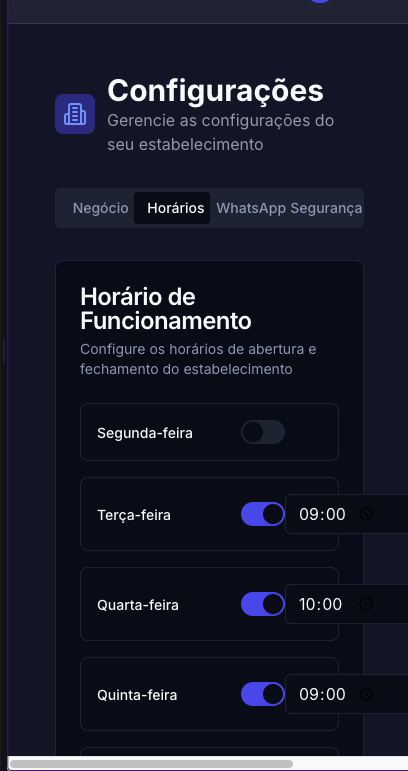 Configurações
Gerencie as configurações do
seu estabelecimento
Negócio Horários WhatsApp Segurança
Horário de
Funcionamento
Configure os horários de abertura e
fechamento do estabelecimento
Segunda-feira
Terça-feira 09:00
Quarta-feira 10:00
Quinta-feira 09:00